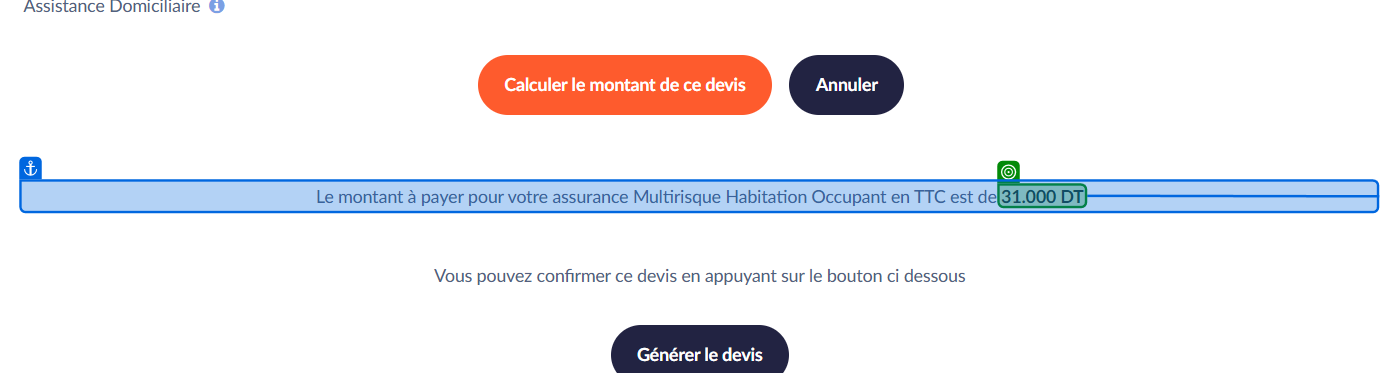 Assistance Domiciliaire
Calculer le montant de ce devis Annuler
Le montant à payer pour votre assurance Multirisque Habitation Occupant en TTC est de 31.000 DT
Vous pouvez confirmer ce devis en appuyant sur le bouton ci dessous
Générer le devis